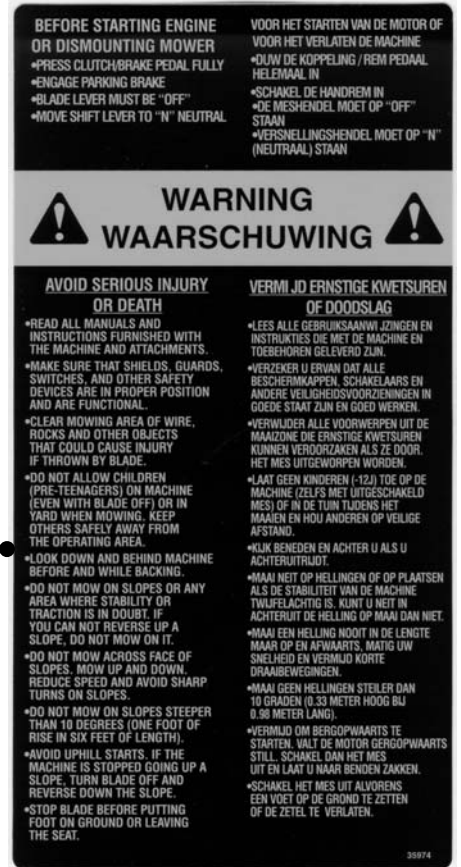 BEFORE STARTING ENGINE
OR DISMOUNTING MOWER
•PRESS CLUTCH/BRAKE PEDAL FULLY
•ENGAGE PARKING BRAKE
•BLADE LEVER MUST BE “OFF”
•MOVE SHIFT LEVER TO “N” NEUTRAL
VOOR HET STARTEN VAN DE MOTOR OF
VOOR HET VERLATEN DE MACHINE
•DUW DE KOPPELING / REM PEDAAL
HELEMAAL IN
•SCHAKEL DE HANDREM IN
•DE MESHENDEL MOET OP “OFF”
STAAN
•VERSNELLINGSHENDEL MOET OP “N”
(NEUTRAAL) STAAN
WARNING
WAARSCHUWING
AVOID SERIOUS INJURY
OR DEATH
•READ ALL MANUALS AND
INSTRUCTIONS FURNISHED WITH
THE MACHINE AND ATTACHMENTS.
•MAKE SURE THAT SHIELDS, GUARDS,
SWITCHES, AND OTHER SAFETY
DEVICES ARE IN PROPER POSITION
AND ARE FUNCTIONAL.
•CLEAR MOWING AREA OF WIRE,
ROCKS AND OTHER OBJECTS
THAT COULD CAUSE INJURY
IF THROWN BY BLADE.
•DO NOT ALLOW CHILDREN
(PRE-TEENAGERS) ON MACHINE
(EVEN WITH BLADE OFF) OR IN
YARD WHEN MOWING. KEEP
OTHERS SAFELY AWAY FROM
THE OPERATING AREA.
•LOOK DOWN AND BEHIND MACHINE
BEFORE AND WHILE BACKING.
•DO NOT MOW ON SLOPES OR ANY
AREA WHERE STABILITY OR
TRACTION IS IN DOUBT. IF
YOU CAN NOT REVERSE UP A
SLOPE, DO NOT MOW ON IT.
•DO NOT MOW ACROSS FACE OF
SLOPES. MOW UP AND DOWN,
REDUCE SPEED AND AVOID SHARP
TURNS ON SLOPES.
•DO NOT MOW ON SLOPES STEEPER
THAN 10 DEGREES (ONE FOOT OF
RISE IN SIX FEET OF LENGTH).
•AVOID UPHILL STARTS. IF THE
MACHINE IS STOPPED GOING UP A
SLOPE, TURN BLADE OFF AND
REVERSE DOWN THE SLOPE.
•STOP BLADE BEFORE PUTTING
FOOT ON GROUND OR LEAVING
THE SEAT.
VERMI JD ERNSTIGE KWETSUREN
OF DOODSLAG
•LEES ALLE GEBRUIKSAANWI JZINGEN EN
INSTRUKTIES DIE MET DE MACHINE EN
TOEBEHOREN GELEVERD ZIJN.
•VERZEKER U ERVAN DAT ALLE
BESCHERMKAPPEN, SCHAKELAARS EN
ANDERE VEILIGHEIDSVOORZIENINGEN IN
GOEDE STAAT ZIJN EN GOED WERKEN.
•VERWIJDER ALLE VOORWERPEN UIT DE
MAAIZONE DIE ERNSTIGE KWETSUREN
KUNNEN VEROORZAKEN ALS ZE DOOR.
HET MES UITGEWORPEN WORDEN.
•LAAT GEEN KINDEREN (-12J) TOE OP DE
MACHINE (ZELFS MET UITGESCHAKELD
MES) OF IN DE TUIN TIJDENS HET
MAAIEN EN HOU ANDEREN OP VEILIGE
AFSTAND.
•KIJK BENEDEN EN ACHTER U ALS U
ACHTERUITRIJDT.
•MAAI NEIT OP HELLINGEN OF OP PLAATSEN
ALS DE STABILITEIT VAN DE MACHINE
TWIJFELACHTIG IS. KUNT U NEIT IN
ACHTERUIT DE HELLING OP MAAI DAN NIET.
•MAAI EEN HELLING NOOIT IN DE LENGTE
MAAR OP EN AFWAARTS, MATIG UW
SNELHEID EN VERMIJD KORTE
DRAAIBEWEGINGEN.
•MAAI GEEN HELLINGEN STEILER DAN
10 GRADEN (0.33 METER HOOG BIJ
0.98 METER LANG).
•VERMIJD OM BERGOPWAARTS TE
STARTEN. VALT DE MOTOR GERGOPWAARTS
STILL. SCHAKEL DAN HET MES
UIT EN LAAT U NAAR BENDEN ZAKKEN.
•SCHAKEL HET MES UIT ALVORENS
EEN VOET OP DE GROND TE ZETTEN
OF DE ZETEL TE VERLATEN.
35974